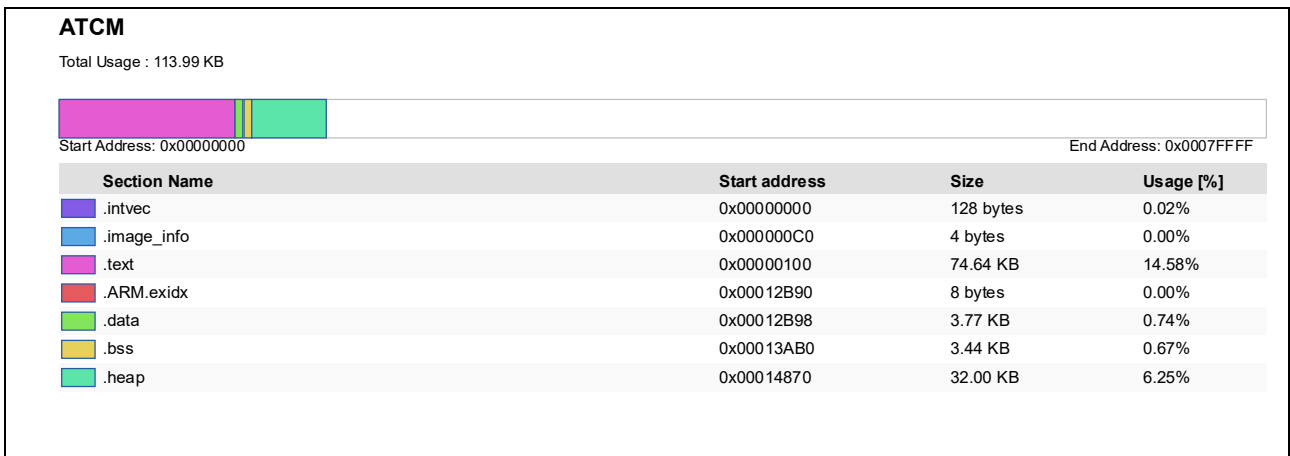 ATCM
Total Usage : 113.99 KB
Start Address: 0x00000000 End Address: 0x0007FFFF
Section Name Start address Size Usage [%]
.intvec 0x00000000 128 bytes 0.02%
.image_info 0x000000C0 4 bytes 0.00%
.text 0x00000100 74.64 KB 14.58%
.ARM.exidx 0x00012B90 8 bytes 0.00%
.data 0x00012B98 3.77 KB 0.74%
.bss 0x00013AB0 3.44 KB 0.67%
.heap 0x00014870 32.00 KB 6.25%